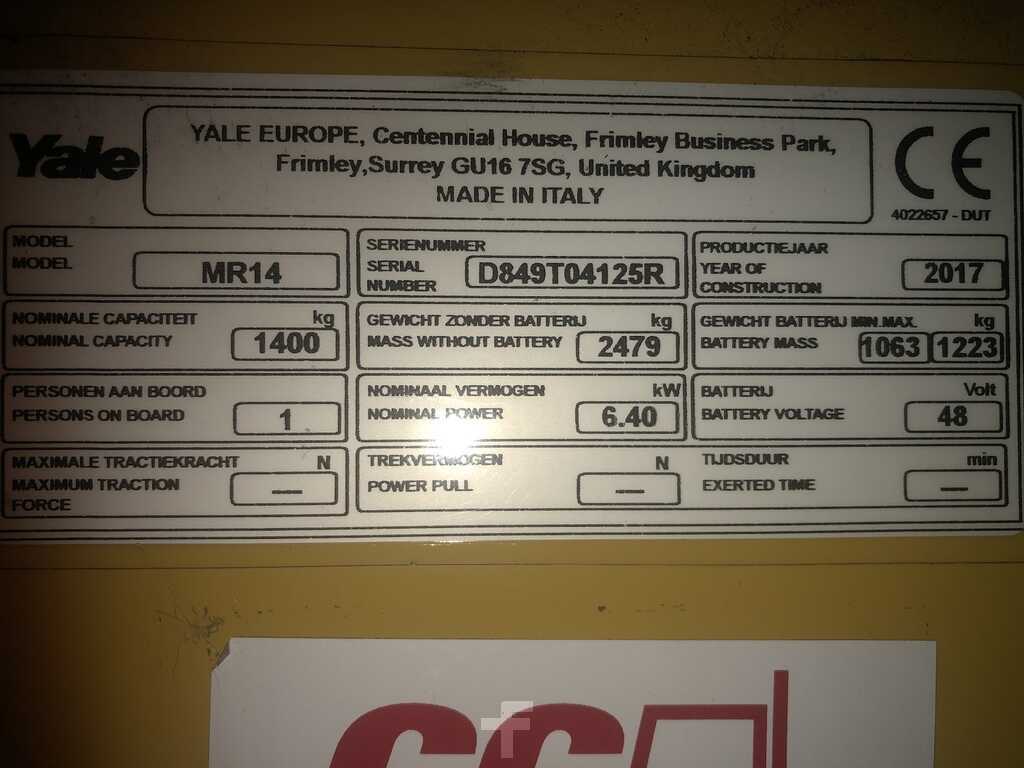 Yale
YALE EUROPE, Centennial House, Frimley Business Park,
Frimley,Surrey GU16 7SG, United Kingdom
MADE IN ITALY
CE
4022657 - DUT
MODEL
MODEL
MR14
SERIENUMMER
SERIAL
NUMBER
D849T04125R
PRODUCTIEJAAR
YEAR OF
CONSTRUCTION
2017
NOMINALE CAPACITEIT kg
NOMINAL CAPACITY 1400
GEWICHT ZONDER BATTERIJ kg
MASS WITHOUT BATTERY 2479
GEWICHT BATTERIJ MIN.MAX. kg
BATTERY MASS 1063 1223
PERSONEN AAN BOORD
PERSONS ON BOARD 1
NOMINAAL VERMOGEN kW
NOMINAL POWER 6.40
BATTERIJ Volt
BATTERY VOLTAGE 48
MAXIMALE TRACTIEKRACHT N
MAXIMUM TRACTION —
FORCE
TREKVERMOGEN N
POWER PULL —
TIJDSDUUR min
EXERTED TIME —